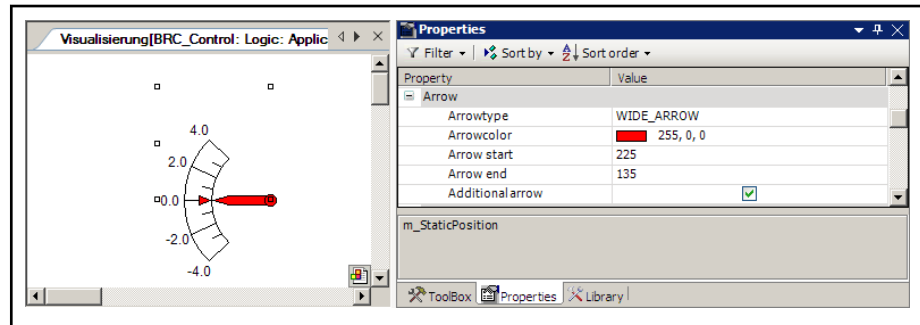 Visualisierung[BRC_Control: Logic: Applic
4.0
2.0
0.0
-2.0
-4.0
Properties
Filter Sort by Sort order
Property Value
Arrow
Arrowtype WIDE_ARROW
Arrowcolor 255, 0, 0
Arrow start 225
Arrow end 135
Additional arrow
m_StaticPosition
ToolBox Properties Library